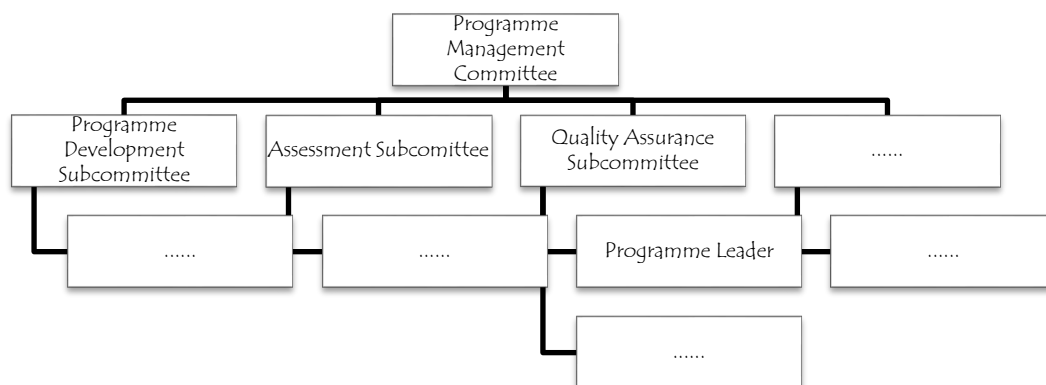 Programme
Management
Committee
Programme
Development
Subcommittee
Assessment Subcomittee
Quality Assurance
Subcommittee
......
......
......
Programme Leader
......
......